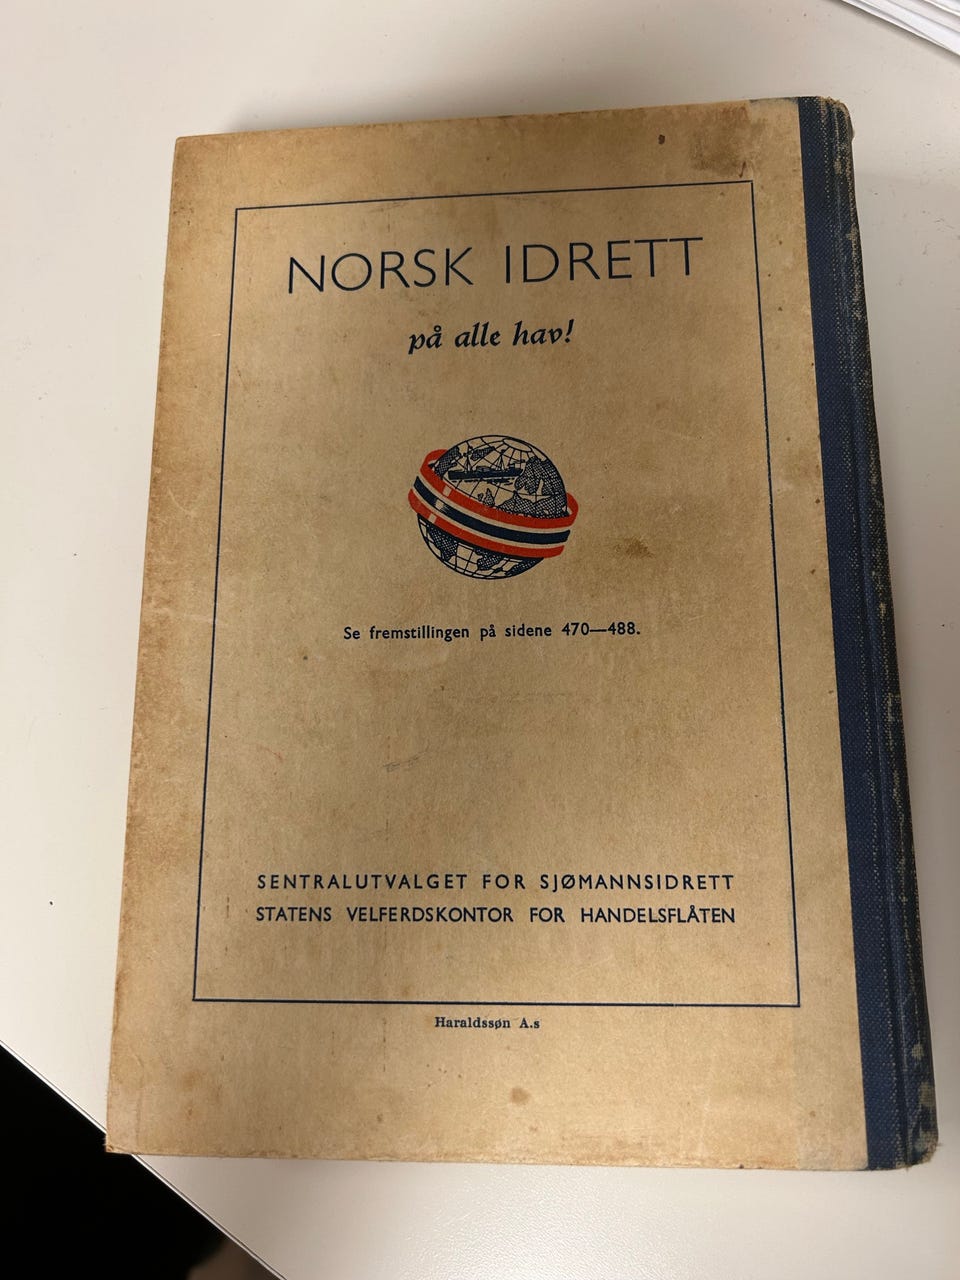 NORSK IDRETT
på alle hav!
Se fremstillingen på sidene 470—488.
SENTRALUTVALGET FOR SJØMANNSIDRETT
STATENS VELFERDSKONTOR FOR HANDELSFLÅTEN
Haraldssøn A.s